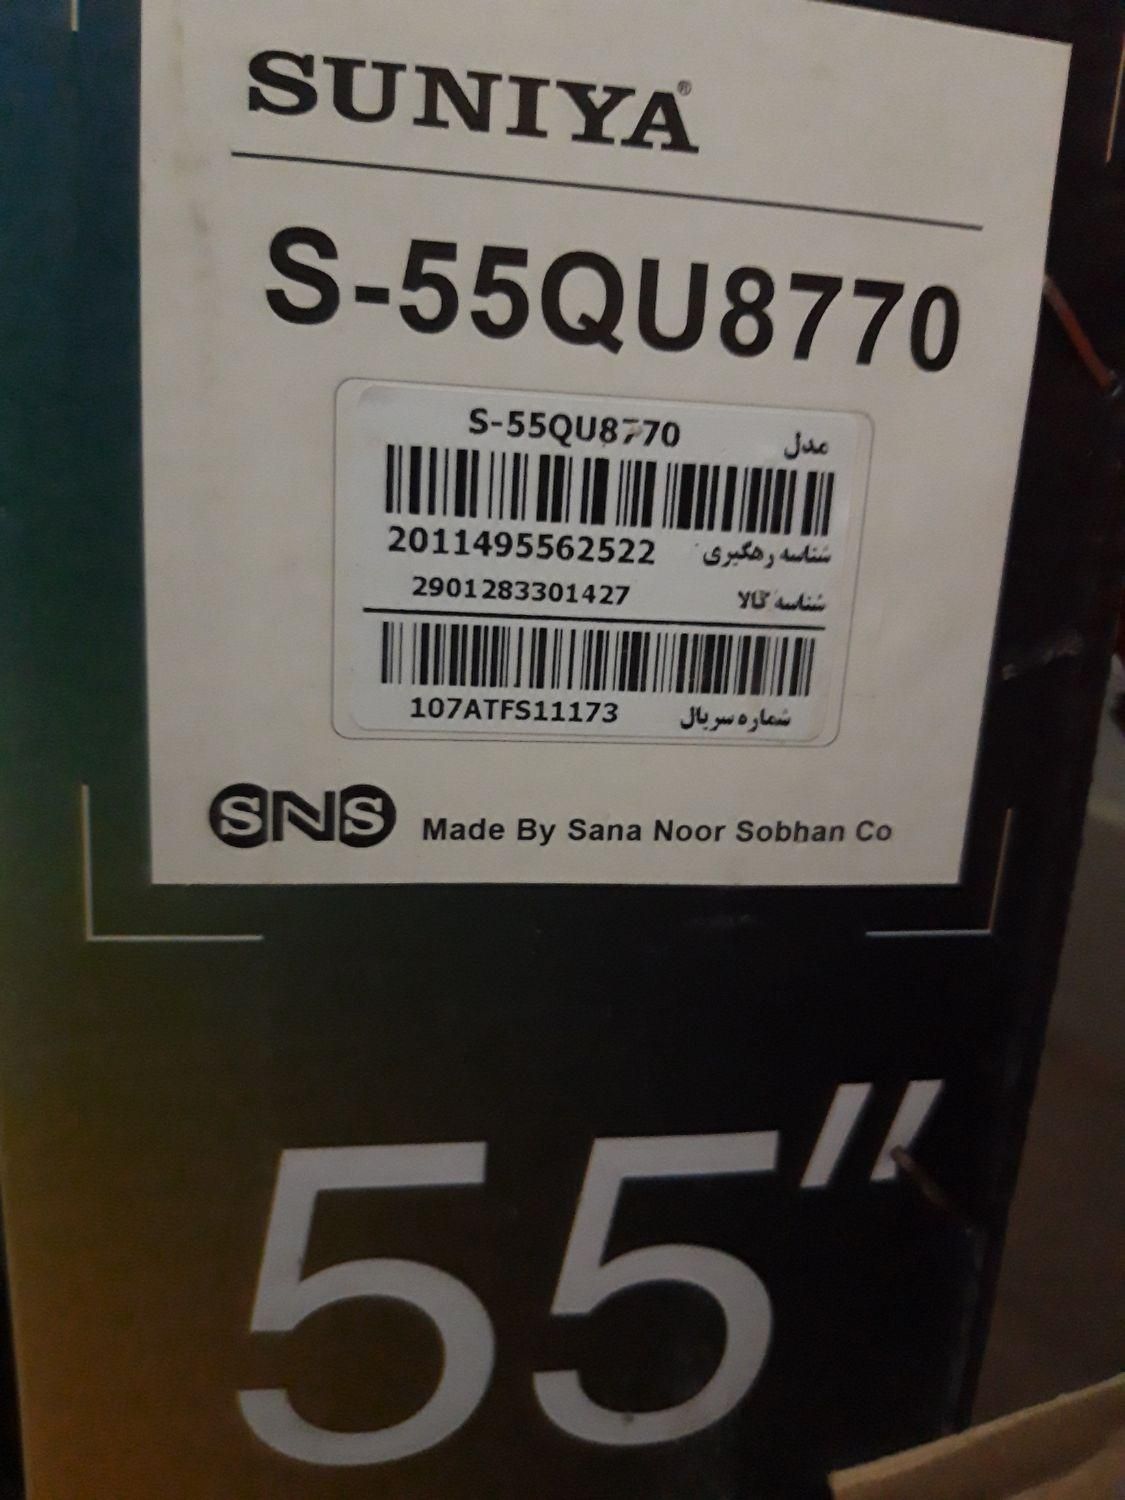 SUNIYA®
S-55QU8770
S-55QU8770 مدل
2011495562522 شناسه رهگیری
2901283301427 شناسه کالا
107ATFS11173 شماره سریال
SNS Made By Sana Noor Sobhan Co
55"